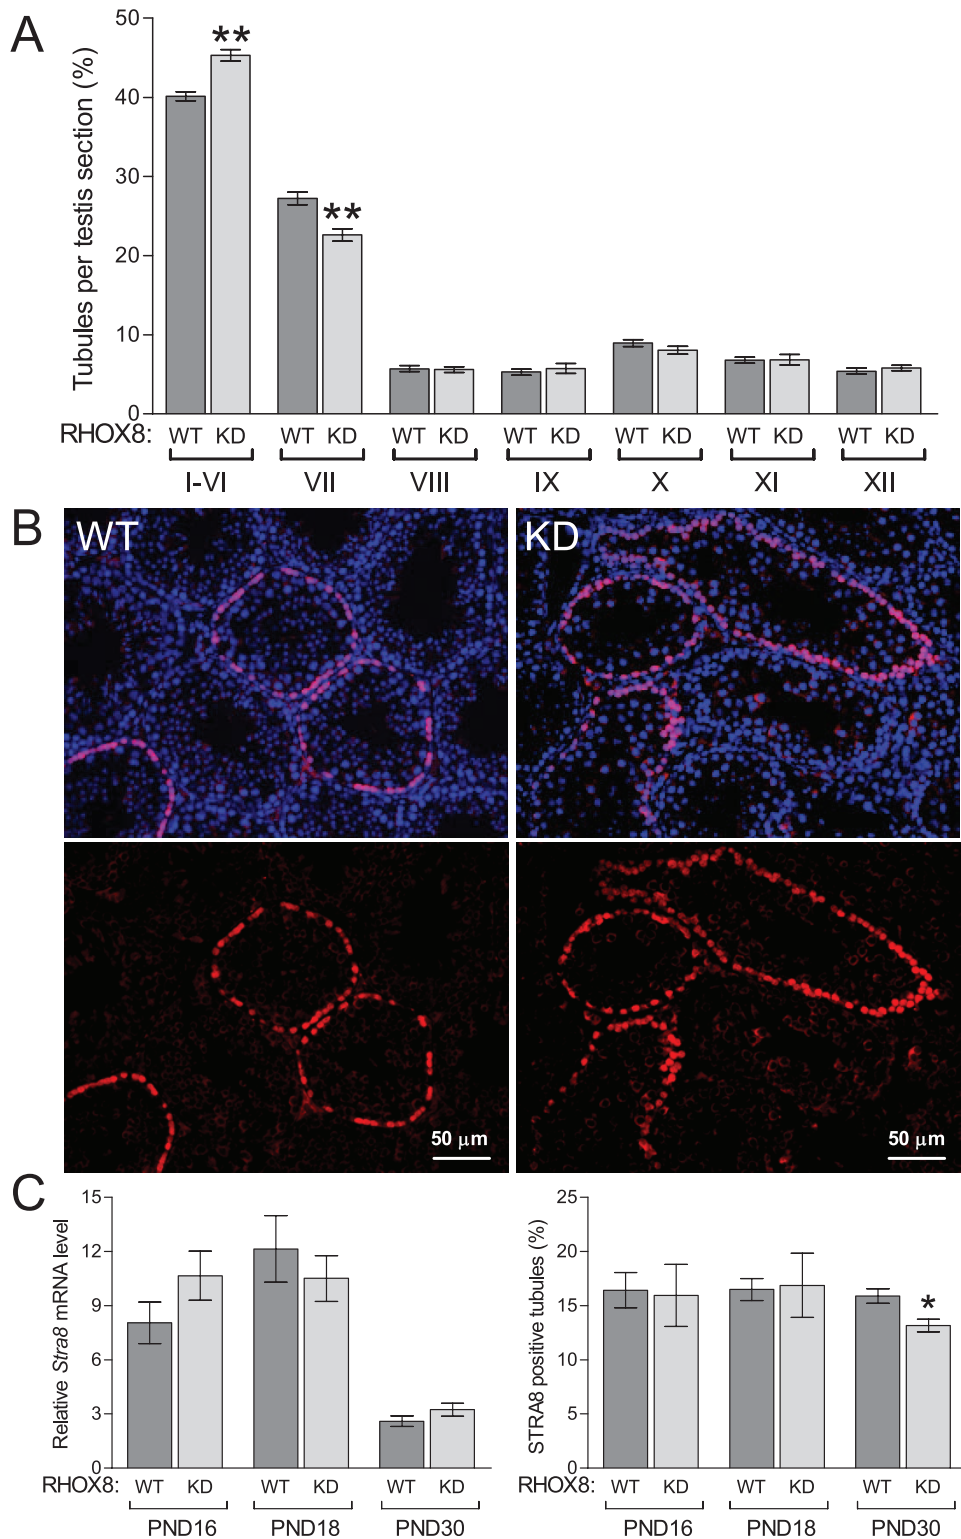 A
Tubules per testis section (%)
50
40
30
20
10
0
**
**
RHOX8: WT KD WT KD WT KD WT KD WT KD WT KD WT KD
I-VI VII VIII IX X XI XII
B
WT
KD
50 μm
50 μm
C
Relative Stra8 mRNA level
15
12
9
6
3
0
RHOX8: WT KD WT KD WT KD
PND16 PND18 PND30
STRA8 positive tubules (%)
25
20
15
10
5
0
*
RHOX8: WT KD WT KD WT KD
PND16 PND18 PND30